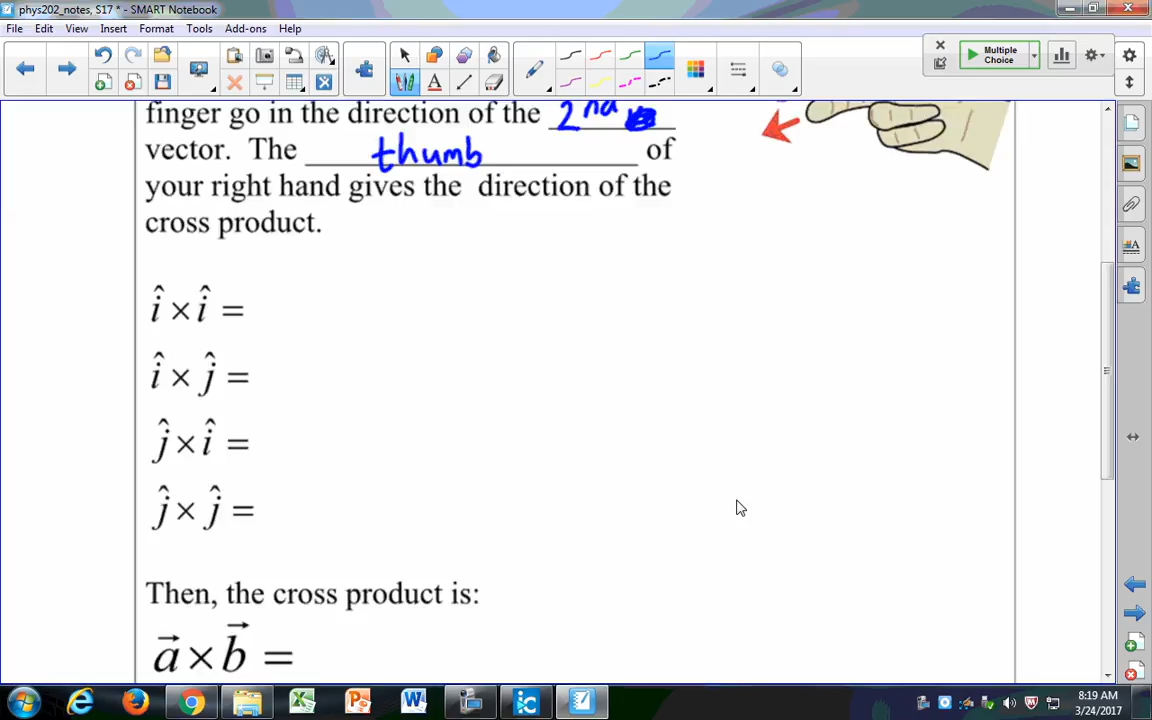 phys202_notes, S17 * - SMART Notebook
File Edit View Insert Format Tools Add-ons Help
Multiple
Choice
finger go in the direction of the 2nd
vector. The thumb of
your right hand gives the direction of the
cross product.
î × î =
î × ĵ =
ĵ × î =
ĵ × ĵ =
Then, the cross product is:
a⃗ × b⃗ =
8:19 AM
3/24/2017